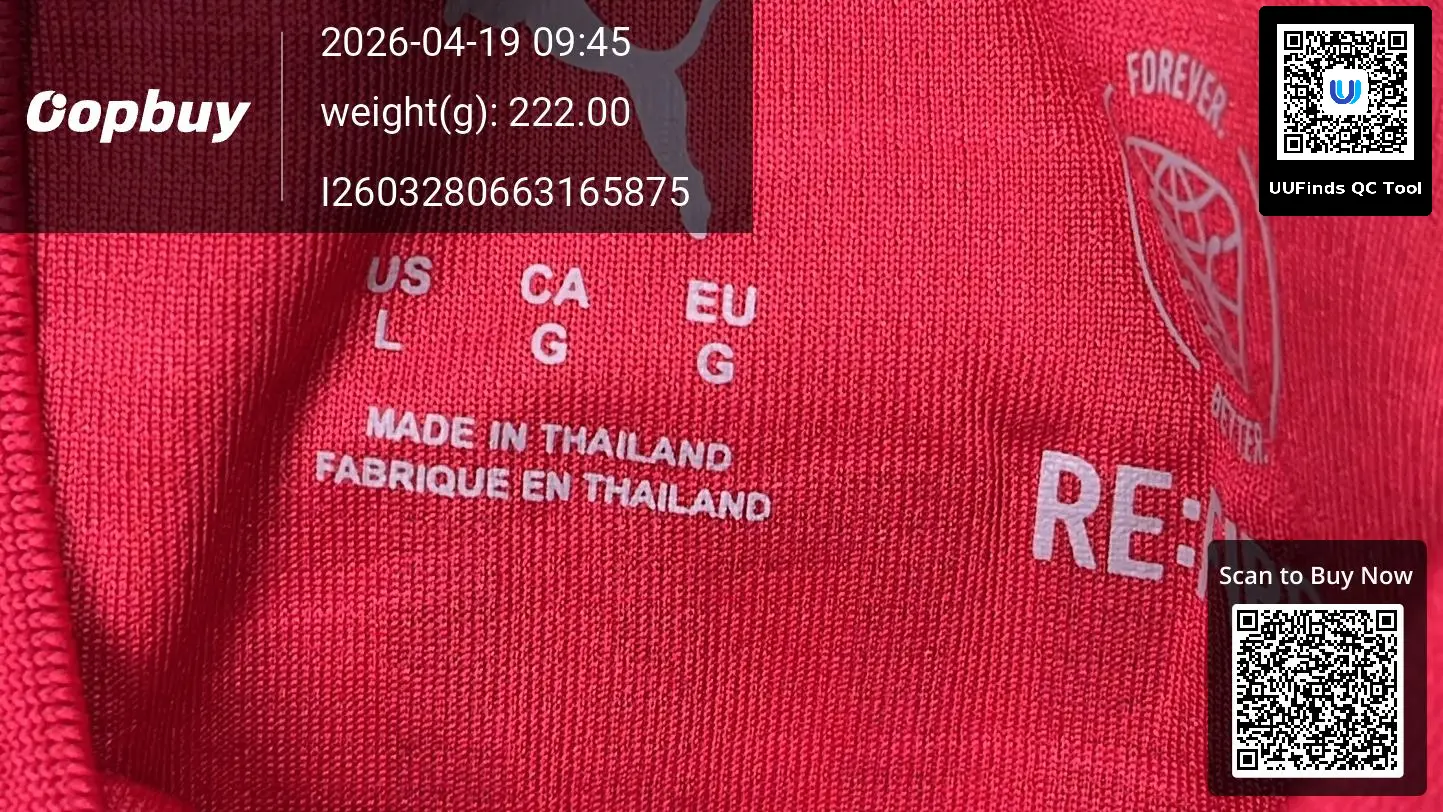 Oopbuy
2026-04-19 09:45
weight(g): 222.00
I2603280663165875
UUFinds QC Tool
FOREVER.
BETTER.
US CA EU
L G G
MADE IN THAILAND
FABRIQUE EN THAILAND
Scan to Buy Now